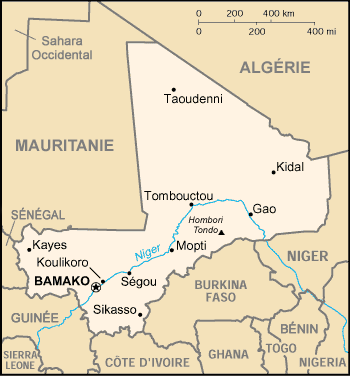 0 200 400 km
0 200 400 mi
Sahara
Occidental
ALGÉRIE
Taoudenni
MAURITANIE
Kidal
Tombouctou
Gao
Hombori
Tondo
SÉNÉGAL
Kayes
Koulikoro
Niger
Mopti
NIGER
BAMAKO
Ségou
BURKINA
FASO
Sikasso
GUINÉE
BÉNIN
SIERRA
LEONE
CÔTE D'IVOIRE
GHANA
TOGO
NIGERIA